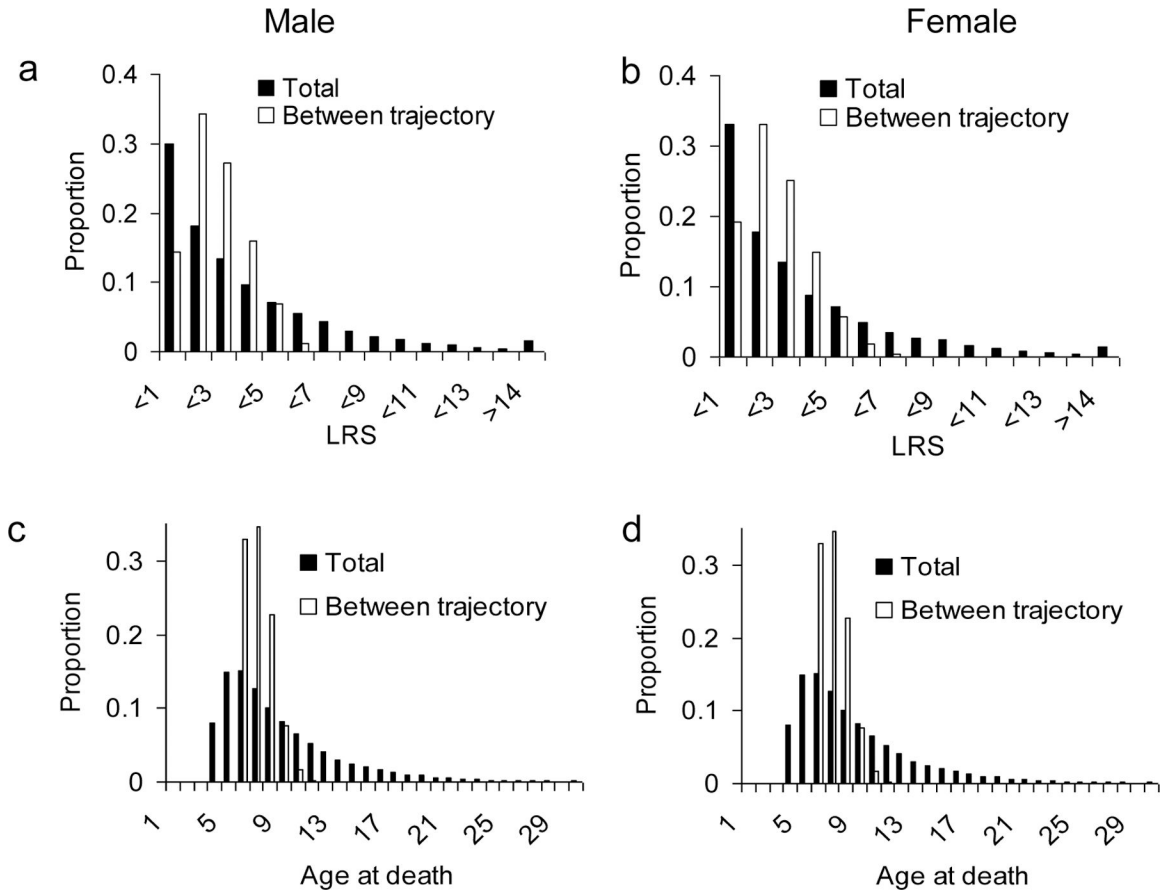 Male
Female
a
0.4
0.3
0.2
0.1
0
Proportion
Total
Between trajectory
<1
<3
<5
<7
<9
<11
<13
>14
LRS
b
0.4
0.3
0.2
0.1
0
Proportion
Total
Between trajectory
<1
<3
<5
<7
<9
<11
<13
>14
LRS
c
0.3
0.2
0.1
0
Proportion
Total
Between trajectory
1
5
9
13
17
21
25
29
Age at death
d
0.3
0.2
0.1
0
Proportion
Total
Between trajectory
1
5
9
13
17
21
25
29
Age at death